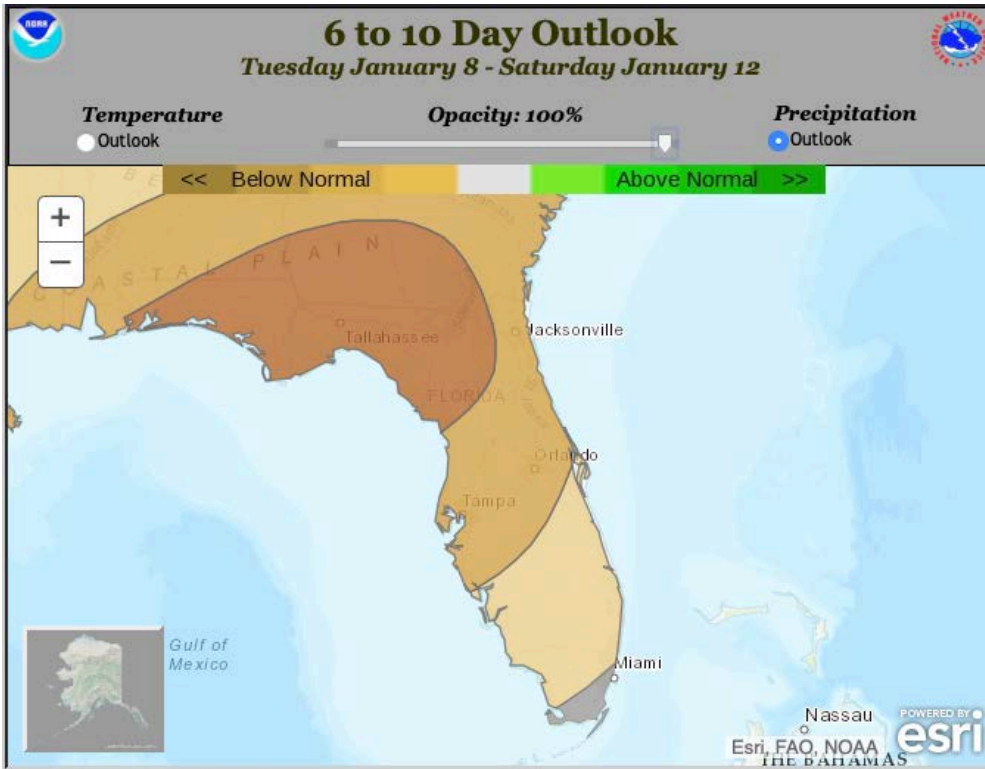 NOAA
6 to 10 Day Outlook
Tuesday January 8 - Saturday January 12
Temperature
Opacity: 100%
Precipitation
Outlook
Outlook
<< Below Normal
Above Normal >>
+
−
COASTAL PLAIN
Jacksonville
Tallahassee
FLORIDA
Orlando
Tampa
Gulf of
Mexico
Miami
Nassau
POWERED BY
esri
Esri, FAO, NOAA
THE BAHAMAS